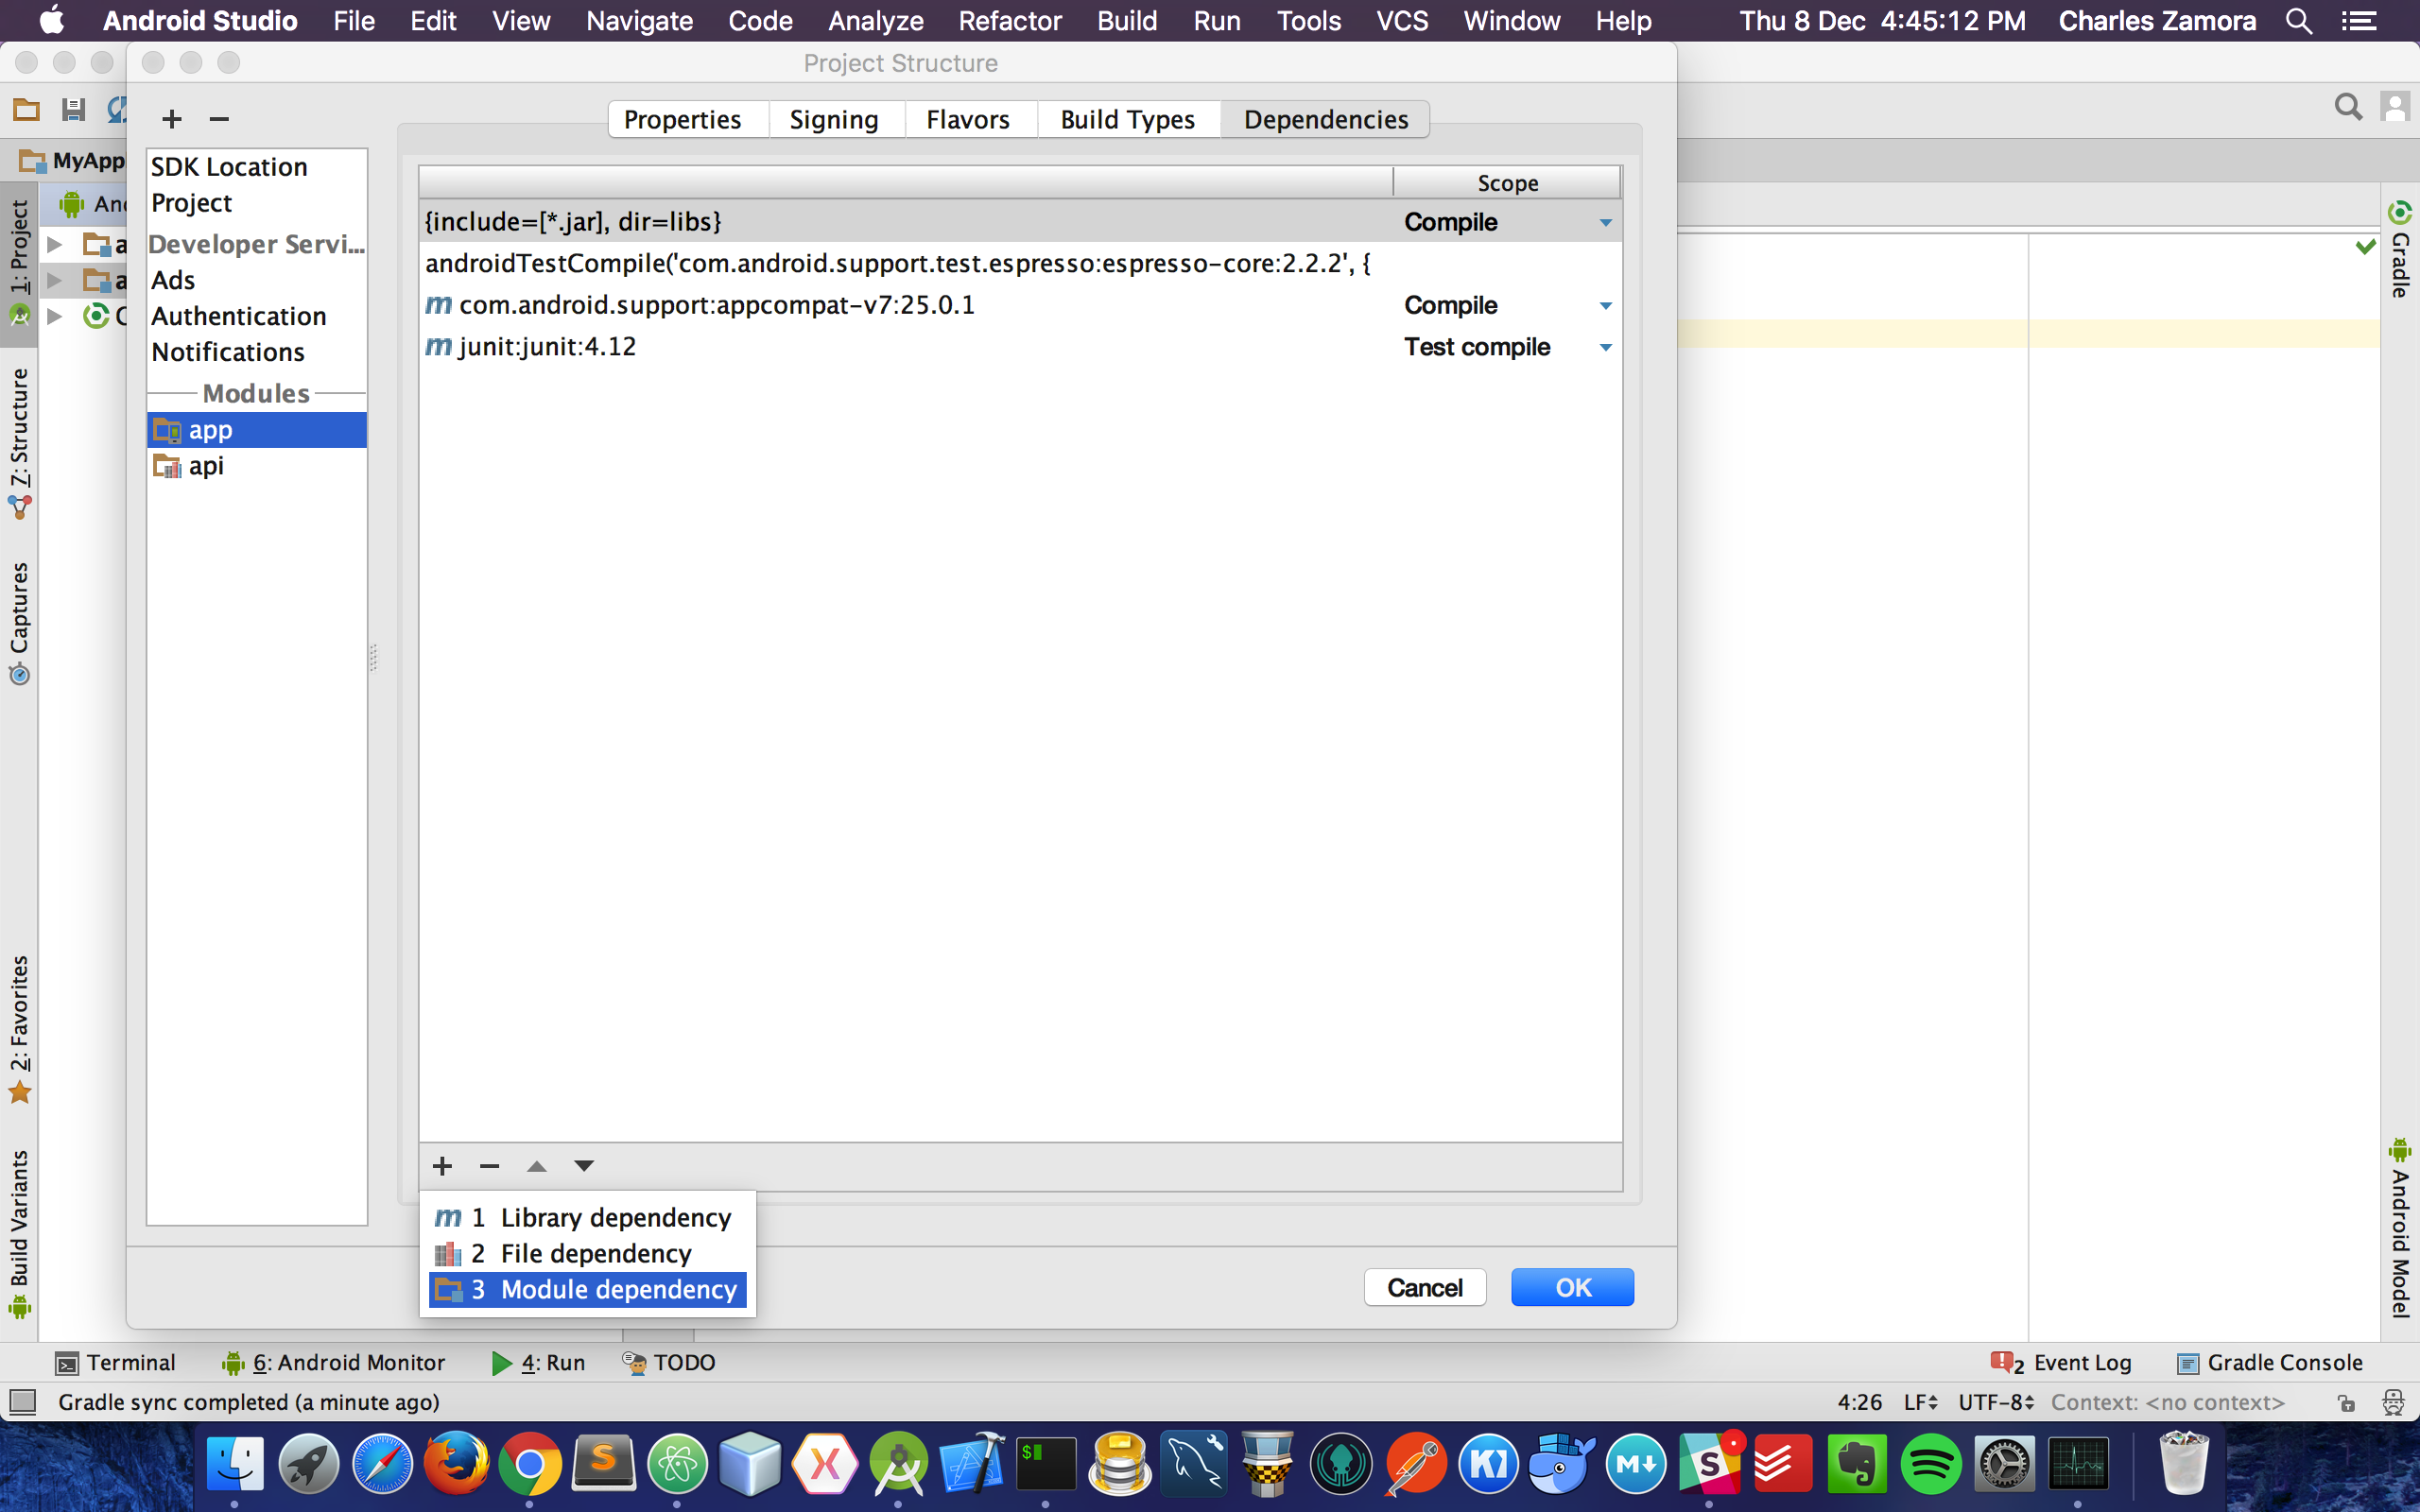 Android Studio File Edit View Navigate Code Analyze Refactor Build Run Tools VCS Window Help Thu 8 Dec 4:45:12 PM Charles Zamora
Project Structure
Properties Signing Flavors Build Types Dependencies
MyApp
SDK Location
Project
Developer Servi...
Ads
Authentication
Notifications
Modules
app
api
Scope
{include=[*.jar], dir=libs} Compile
androidTestCompile('com.android.support.test.espresso:espresso-core:2.2.2', {
m com.android.support:appcompat-v7:25.0.1 Compile
m junit:junit:4.12 Test compile
1: Project
7: Structure
Captures
2: Favorites
Build Variants
Gradle
Android Model
m 1 Library dependency
2 File dependency
3 Module dependency
Cancel OK
Terminal 6: Android Monitor 4: Run TODO 2 Event Log Gradle Console
Gradle sync completed (a minute ago) 4:26 LF UTF-8 Context: <no context>